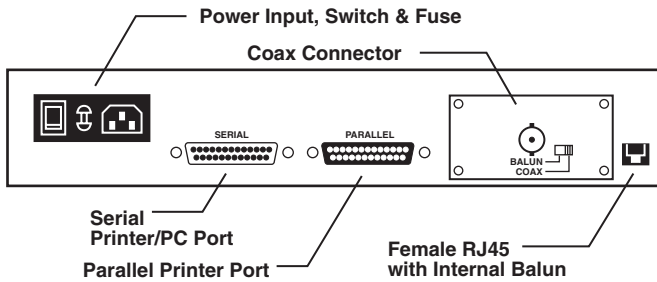 Power Input, Switch & Fuse
Coax Connector
SERIAL
PARALLEL
BALUN
COAX
Serial
Printer/PC Port
Parallel Printer Port
Female RJ45
with Internal Balun